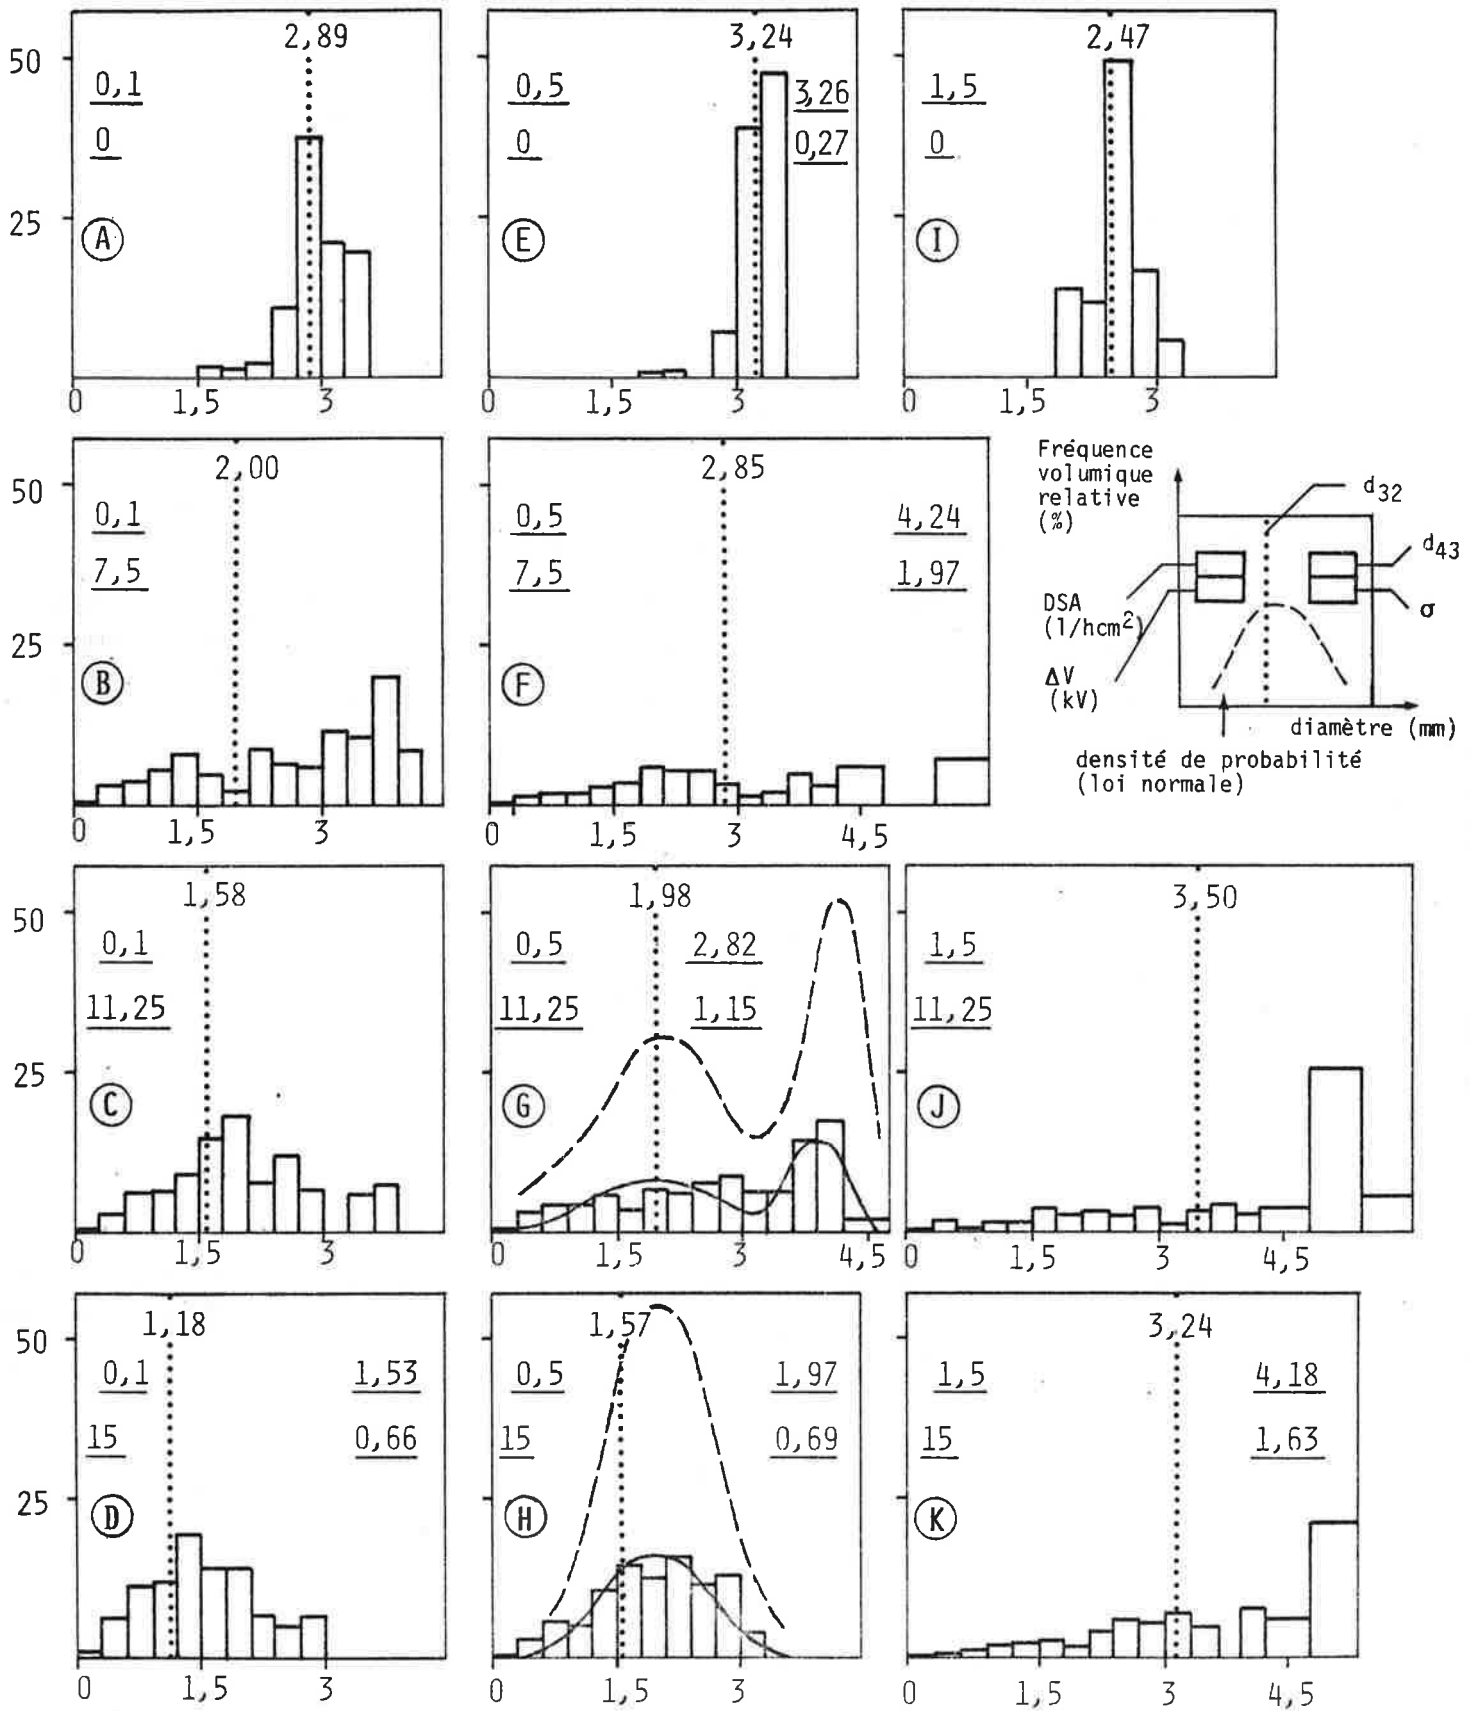 2,89
50
0,1
0
25
A
0 1,5 3
3,24
0,5
0
3,26
0,27
E
0 1,5 3
2,47
1,5
0
I
0 1,5 3
2,00
50
0,1
7,5
25
B
0 1,5 3
2,85
0,5
7,5
4,24
1,97
F
0 1,5 3 4,5
Fréquence
volumique
relative
(%)
d32
d43
DSA
(l/hcm²)
σ
ΔV
(kV)
diamètre (mm)
densité de probabilité
(loi normale)
1,58
50
0,1
11,25
25
C
0 1,5 3
1,98
0,5
11,25
2,82
1,15
G
0 1,5 3 4,5
3,50
1,5
11,25
J
0 1,5 3 4,5
1,18
50
0,1
15
1,53
0,66
25
D
0 1,5 3
1,57
0,5
15
1,97
0,69
H
0 1,5 3
3,24
1,5
15
4,18
1,63
K
0 1,5 3 4,5